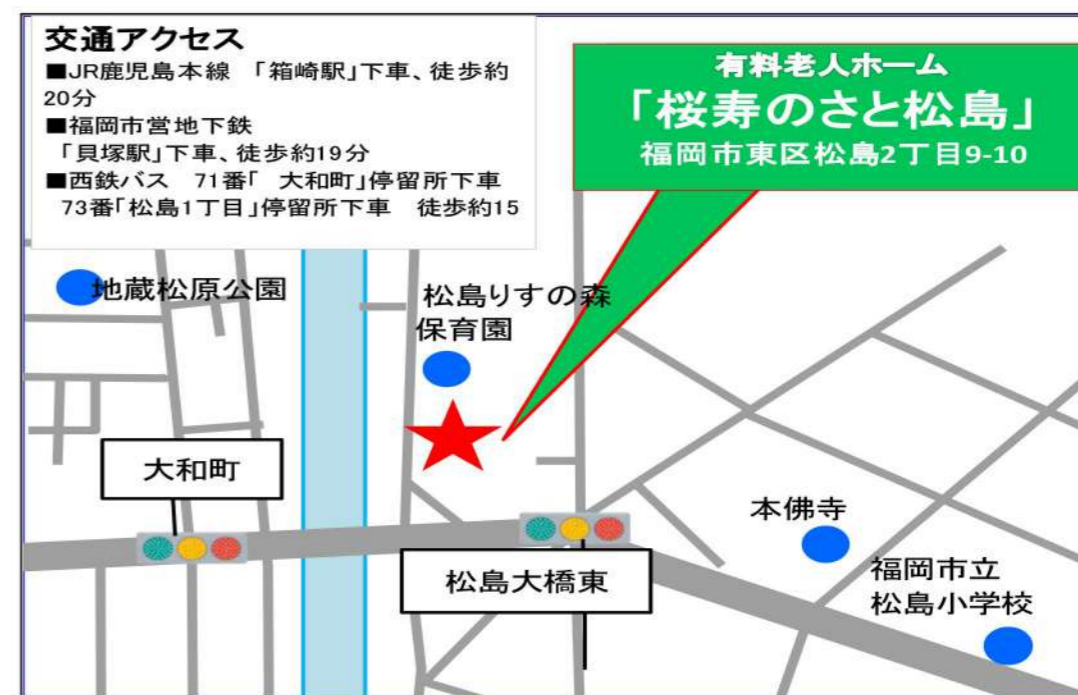 交通アクセス
■JR鹿児島本線 「箱崎駅」下車、徒歩約
20分
■福岡市営地下鉄
「貝塚駅」下車、徒歩約19分
■西鉄バス 71番「 大和町」停留所下車
73番「松島1丁目」停留所下車 徒歩約15
有料老人ホーム
「桜寿のさと松島」
福岡市東区松島2丁目9-10
地蔵松原公園
松島りすの森
保育園
大和町
松島大橋東
本佛寺
福岡市立
松島小学校